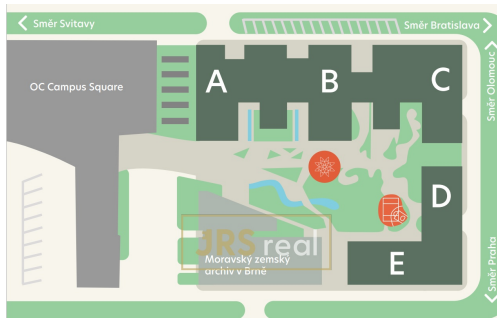 Směr Svitavy
Směr Bratislava
OC Campus Square
A
B
C
Směr Olomouc
D
JRS real
Moravský zemský
archiv v Brně
E
Směr Praha